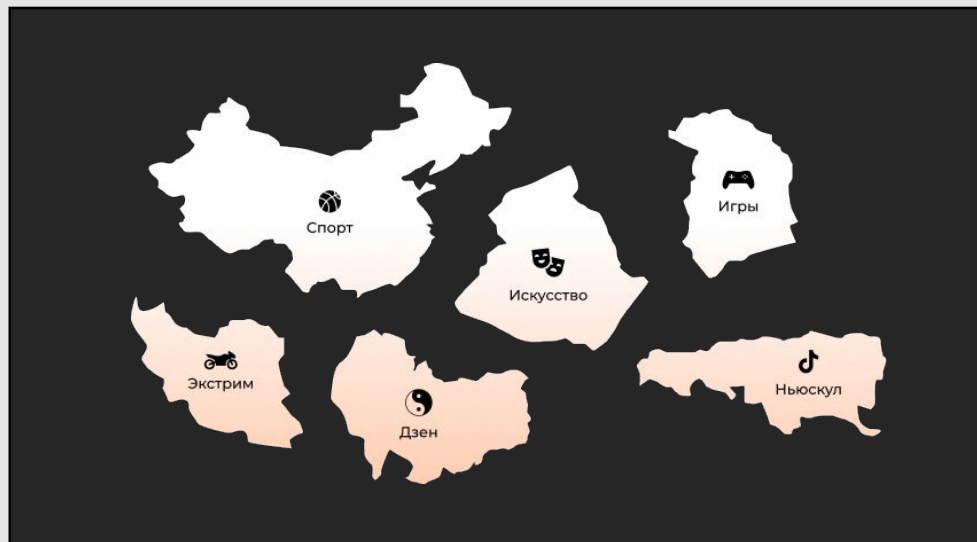 Спорт
Игры
Искусство
Экстрим
Ньюскул
Дзен